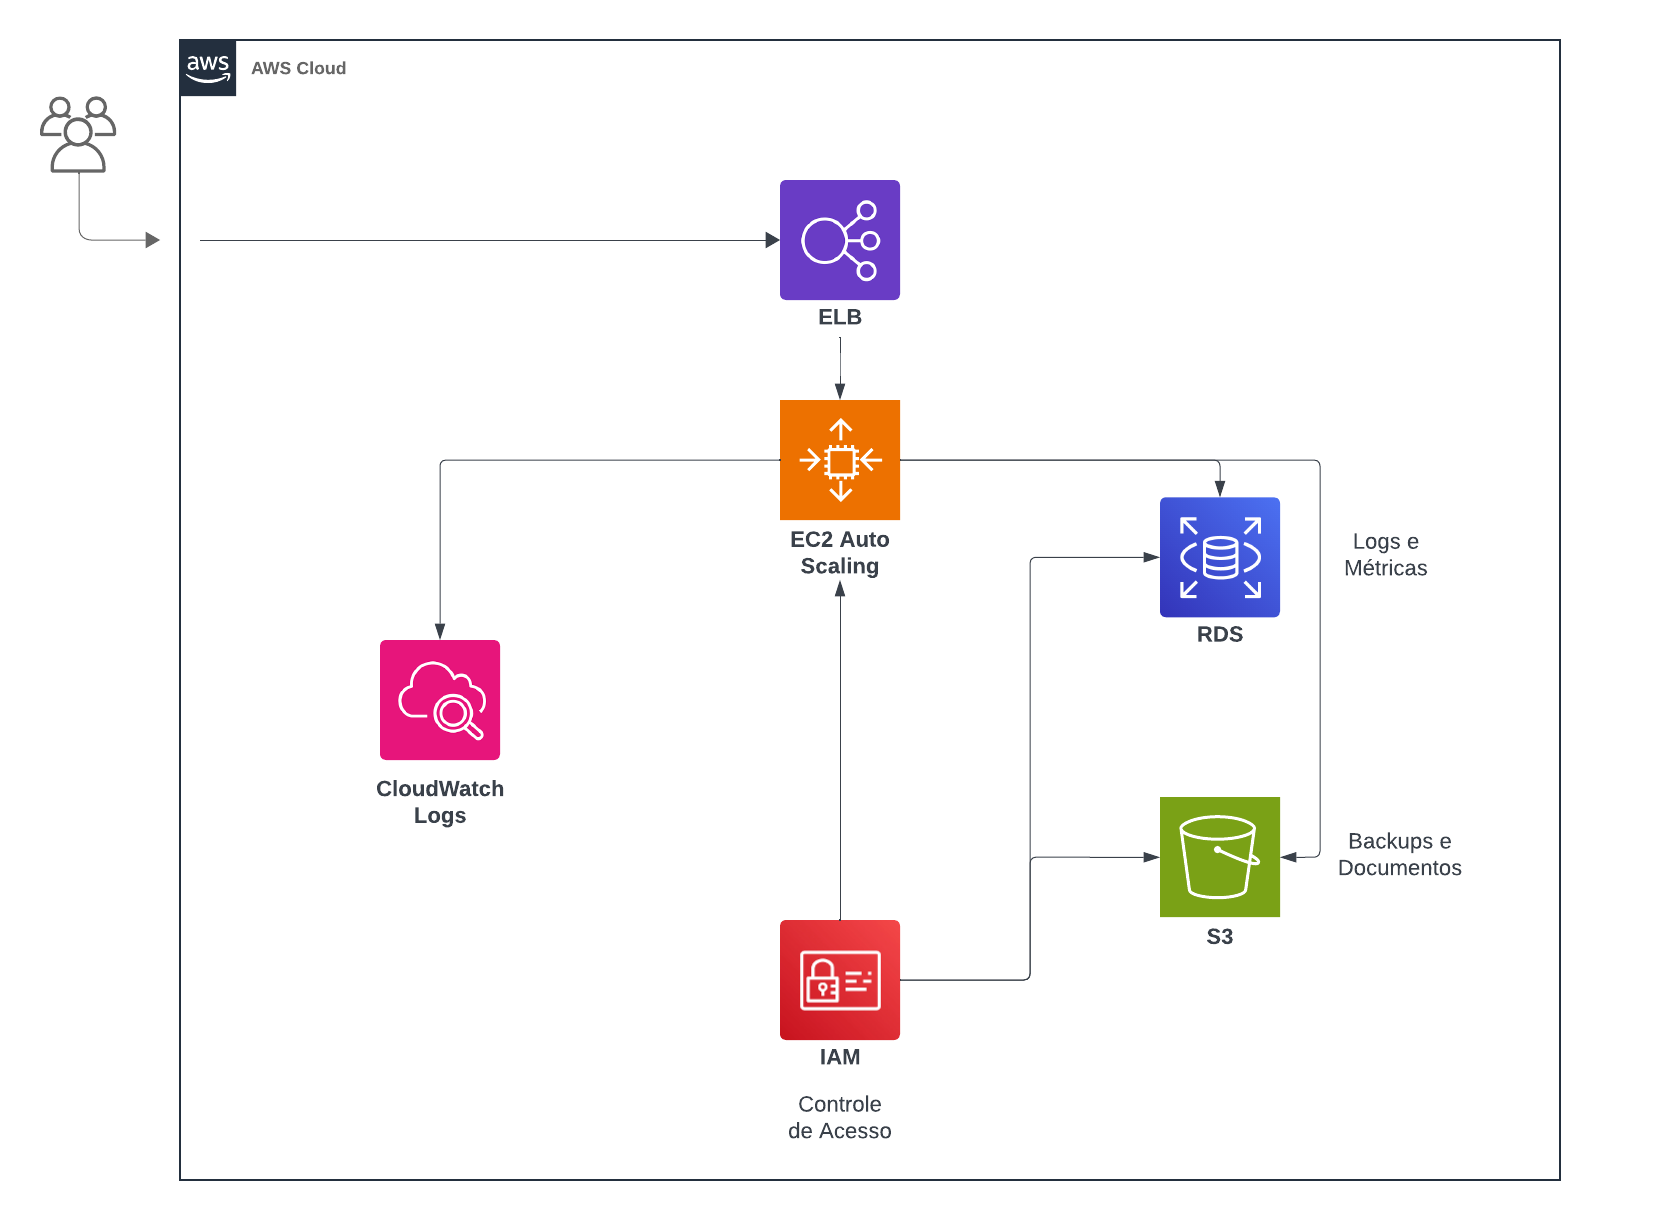 aws
AWS Cloud
ELB
EC2 Auto
Scaling
Logs e
Métricas
RDS
CloudWatch
Logs
Backups e
Documentos
S3
IAM
Controle
de Acesso